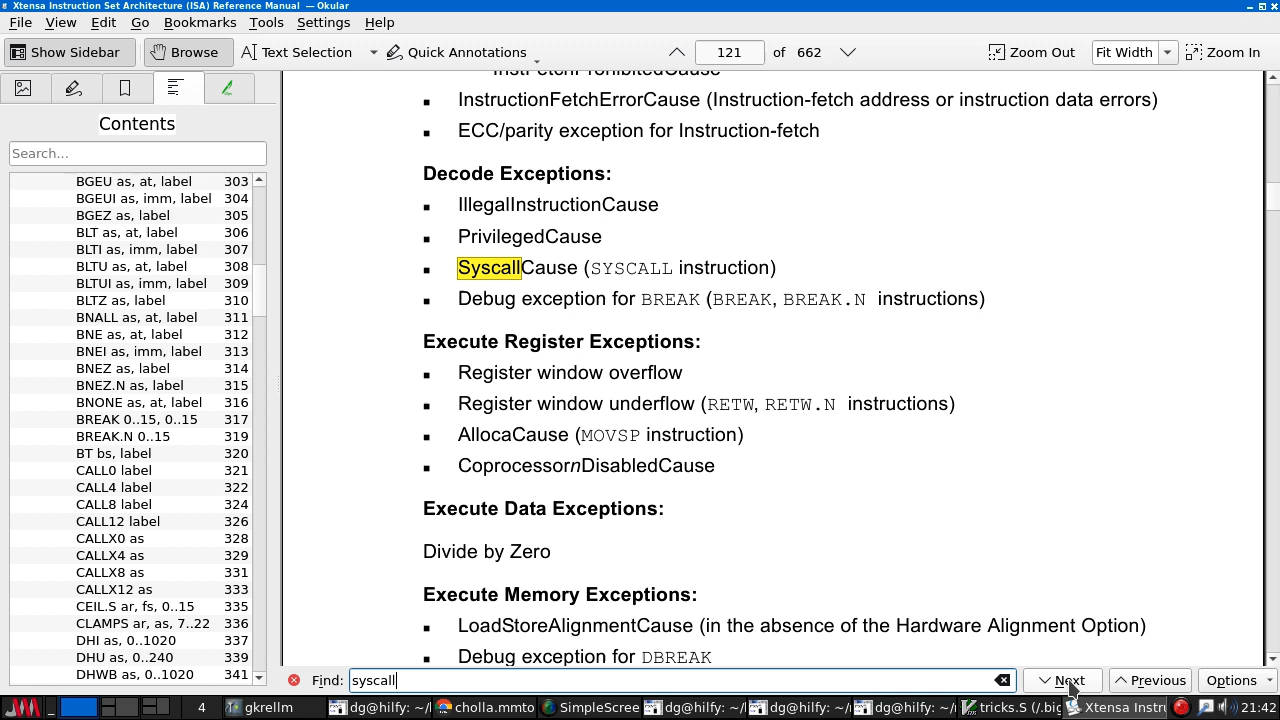 Xtensa Instruction Set Architecture (ISA) Reference Manual — Okular
File View Edit Go Bookmarks Tools Settings Help
Show Sidebar Browse Text Selection Quick Annotations 121 of 662 Zoom Out Fit Width Zoom In
Contents
Search...
BGEU as, at, label 303
BGEUI as, imm, label 304
BGEZ as, label 305
BLT as, at, label 306
BLTI as, imm, label 307
BLTU as, at, label 308
BLTUI as, imm, label 309
BLTZ as, label 310
BNALL as, at, label 311
BNE as, at, label 312
BNEI as, imm, label 313
BNEZ as, label 314
BNEZ.N as, label 315
BNONE as, at, label 316
BREAK 0..15, 0..15 317
BREAK.N 0..15 319
BT bs, label 320
CALL0 label 321
CALL4 label 322
CALL8 label 324
CALL12 label 326
CALLX0 as 328
CALLX4 as 329
CALLX8 as 331
CALLX12 as 333
CEIL.S ar, fs, 0..15 335
CLAMPS ar, as, 7..22 336
DHI as, 0..1020 337
DHU as, 0..240 339
DHWB as, 0..1020 341
InstFetchProhibitedCause
InstructionFetchErrorCause (Instruction-fetch address or instruction data errors)
ECC/parity exception for Instruction-fetch
Decode Exceptions:
IllegalInstructionCause
PrivilegedCause
SyscallCause (SYSCALL instruction)
Debug exception for BREAK (BREAK, BREAK.N instructions)
Execute Register Exceptions:
Register window overflow
Register window underflow (RETW, RETW.N instructions)
AllocaCause (MOVSP instruction)
CoprocessornDisabledCause
Execute Data Exceptions:
Divide by Zero
Execute Memory Exceptions:
LoadStoreAlignmentCause (in the absence of the Hardware Alignment Option)
Debug exception for DBREAK
Find: syscall Next Previous Options
4 gkrellm dg@hilfy: ~/ cholla.mmto SimpleScree dg@hilfy: ~/ dg@hilfy: ~/ dg@hilfy: ~/ tricks.S (/.big Xtensa Instru 21:42